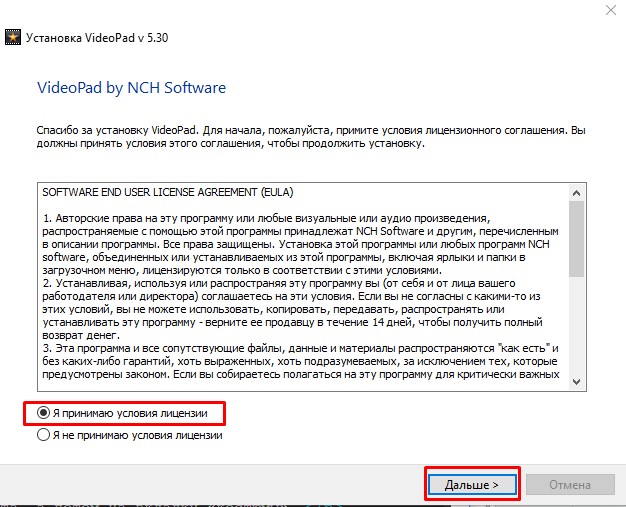 Установка VideoPad v 5.30
VideoPad by NCH Software
Спасибо за установку VideoPad. Для начала, пожалуйста, примите условия лицензионного соглашения. Вы
должны принять условия этого соглашения, чтобы продолжить установку.
SOFTWARE END USER LICENSE AGREEMENT (EULA)
1. Авторские права на эту программу или любые визуальные или аудио произведения,
распространяемые с помощью этой программы принадлежат NCH Software и другим, перечисленным
в описании программы. Все права защищены. Установка этой программы или любых программ NCH
software, объединенных или устанавливаемых из этой программы, включая ярлыки и папки в
загрузочном меню, лицензируются только в соответствии с этими условиями.
2. Устанавливая, используя или распространяя эту программу вы (от себя и от лица вашего
работодателя или директора) соглашаетесь на эти условия. Если вы не согласны с какими-то из
этих условий, вы не можете использовать, копировать, передавать, распространять или
устанавливать эту программу - верните ее продавцу в течение 14 дней, чтобы получить полный
возврат денег.
3. Эта программа и все сопутствующие файлы, данные и материалы распространяются "как есть" и
без каких-либо гарантий, хоть выраженных, хоть подразумеваемых, за исключением тех, которые
предусмотрены законом. Если вы собираетесь полагаться на эту программу для критически важных
Я принимаю условия лицензии
Я не принимаю условия лицензии
Дальше >
Отмена